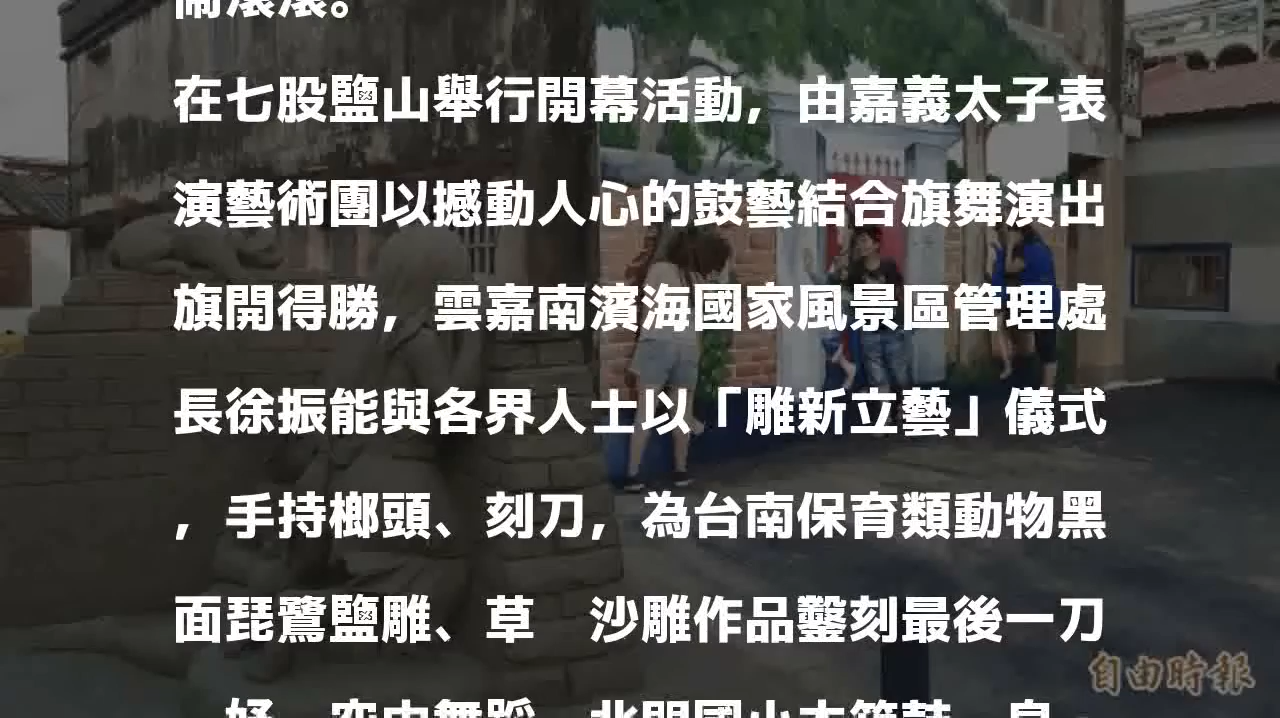 鬧滾滾。
在七股鹽山舉行開幕活動，由嘉義太子表
演藝術團以撼動人心的鼓藝結合旗舞演出
旗開得勝，雲嘉南濱海國家風景區管理處
長徐振能與各界人士以「雕新立藝」儀式
，手持榔頭、刻刀，為台南保育類動物黑
面琵鷺鹽雕、草　沙雕作品鑿刻最後一刀
自由時報